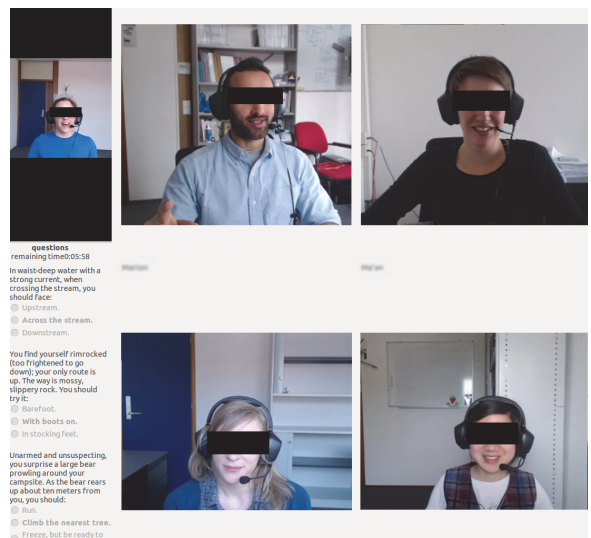 questions
remaining time0:05:58
In waist-deep water with a
strong current, when
crossing the stream, you
should face:
Upstream.
Across the stream.
Downstream.
You find yourself rimrocked
(too frightened to go
down); your only route is
up. The way is mossy,
slippery rock. You should
try it:
Barefoot.
With boots on.
In stocking feet.
Unarmed and unsuspecting,
you surprise a large bear
prowling around your
campsite. As the bear rears
up about ten meters from
you, you should:
Run.
Climb the nearest tree.
Freeze, but be ready to